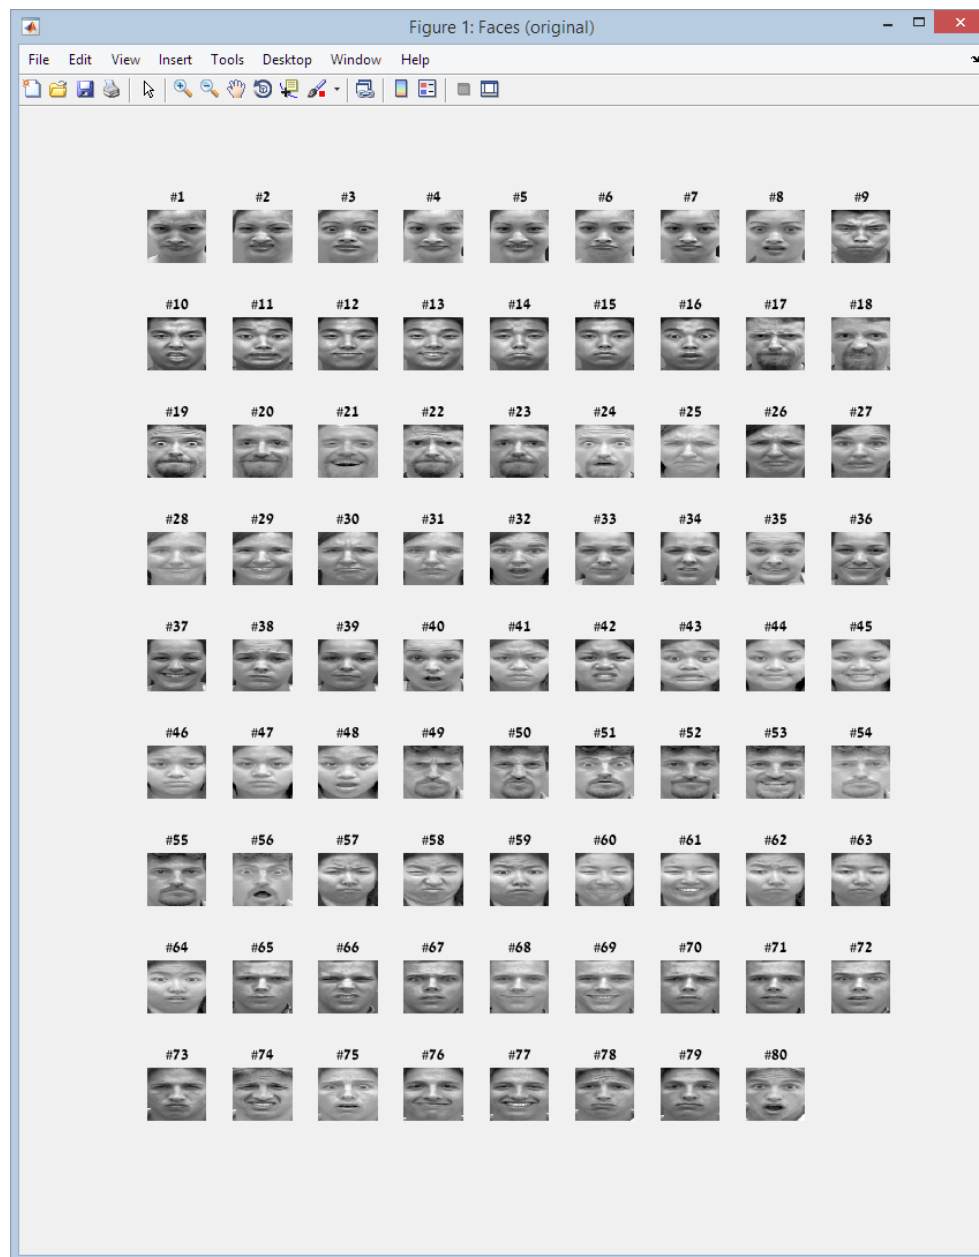 Figure 1: Faces (original)
File Edit View Insert Tools Desktop Window Help
#1 #2 #3 #4 #5 #6 #7 #8 #9
#10 #11 #12 #13 #14 #15 #16 #17 #18
#19 #20 #21 #22 #23 #24 #25 #26 #27
#28 #29 #30 #31 #32 #33 #34 #35 #36
#37 #38 #39 #40 #41 #42 #43 #44 #45
#46 #47 #48 #49 #50 #51 #52 #53 #54
#55 #56 #57 #58 #59 #60 #61 #62 #63
#64 #65 #66 #67 #68 #69 #70 #71 #72
#73 #74 #75 #76 #77 #78 #79 #80